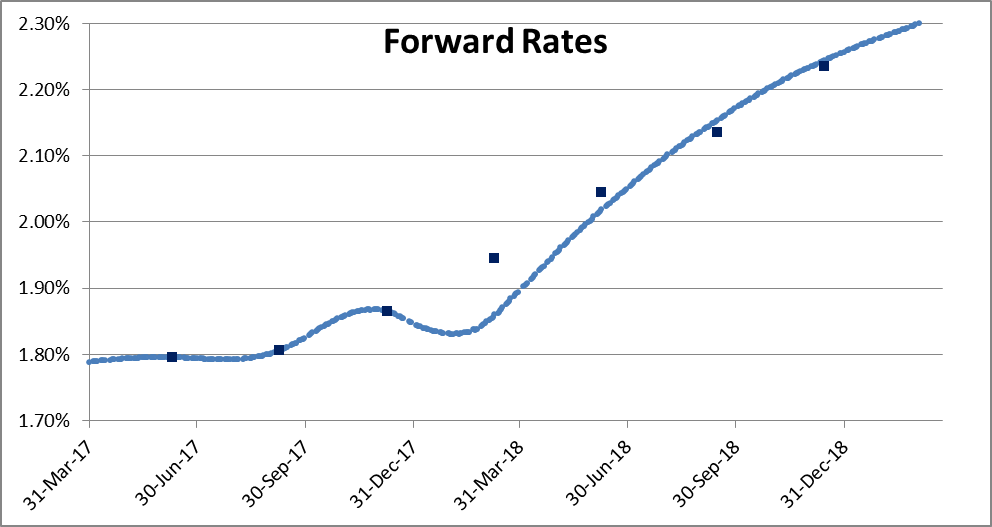 Forward Rates
2.30%
2.20%
2.10%
2.00%
1.90%
1.80%
1.70%
31-Mar-17
30-Jun-17
30-Sep-17
31-Dec-17
31-Mar-18
30-Jun-18
30-Sep-18
31-Dec-18